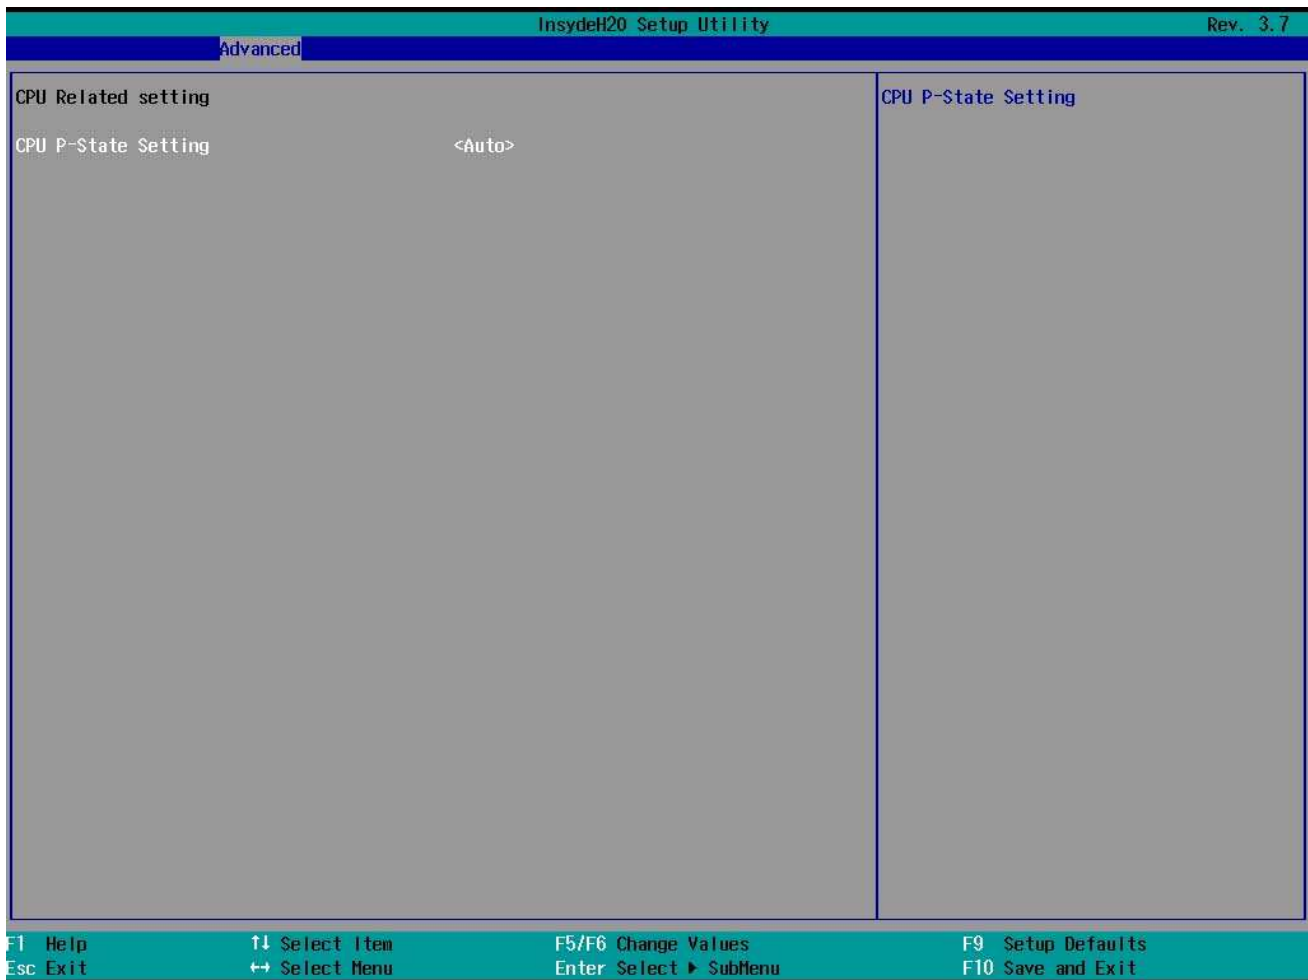 InsydeH20 Setup Utility Rev. 3.7
Advanced
CPU Related setting
CPU P-State Setting
CPU P-State Setting <Auto>
F1 Help ↑↓ Select Item F5/F6 Change Values F9 Setup Defaults
Esc Exit ↔ Select Menu Enter Select ▶ SubMenu F10 Save and Exit